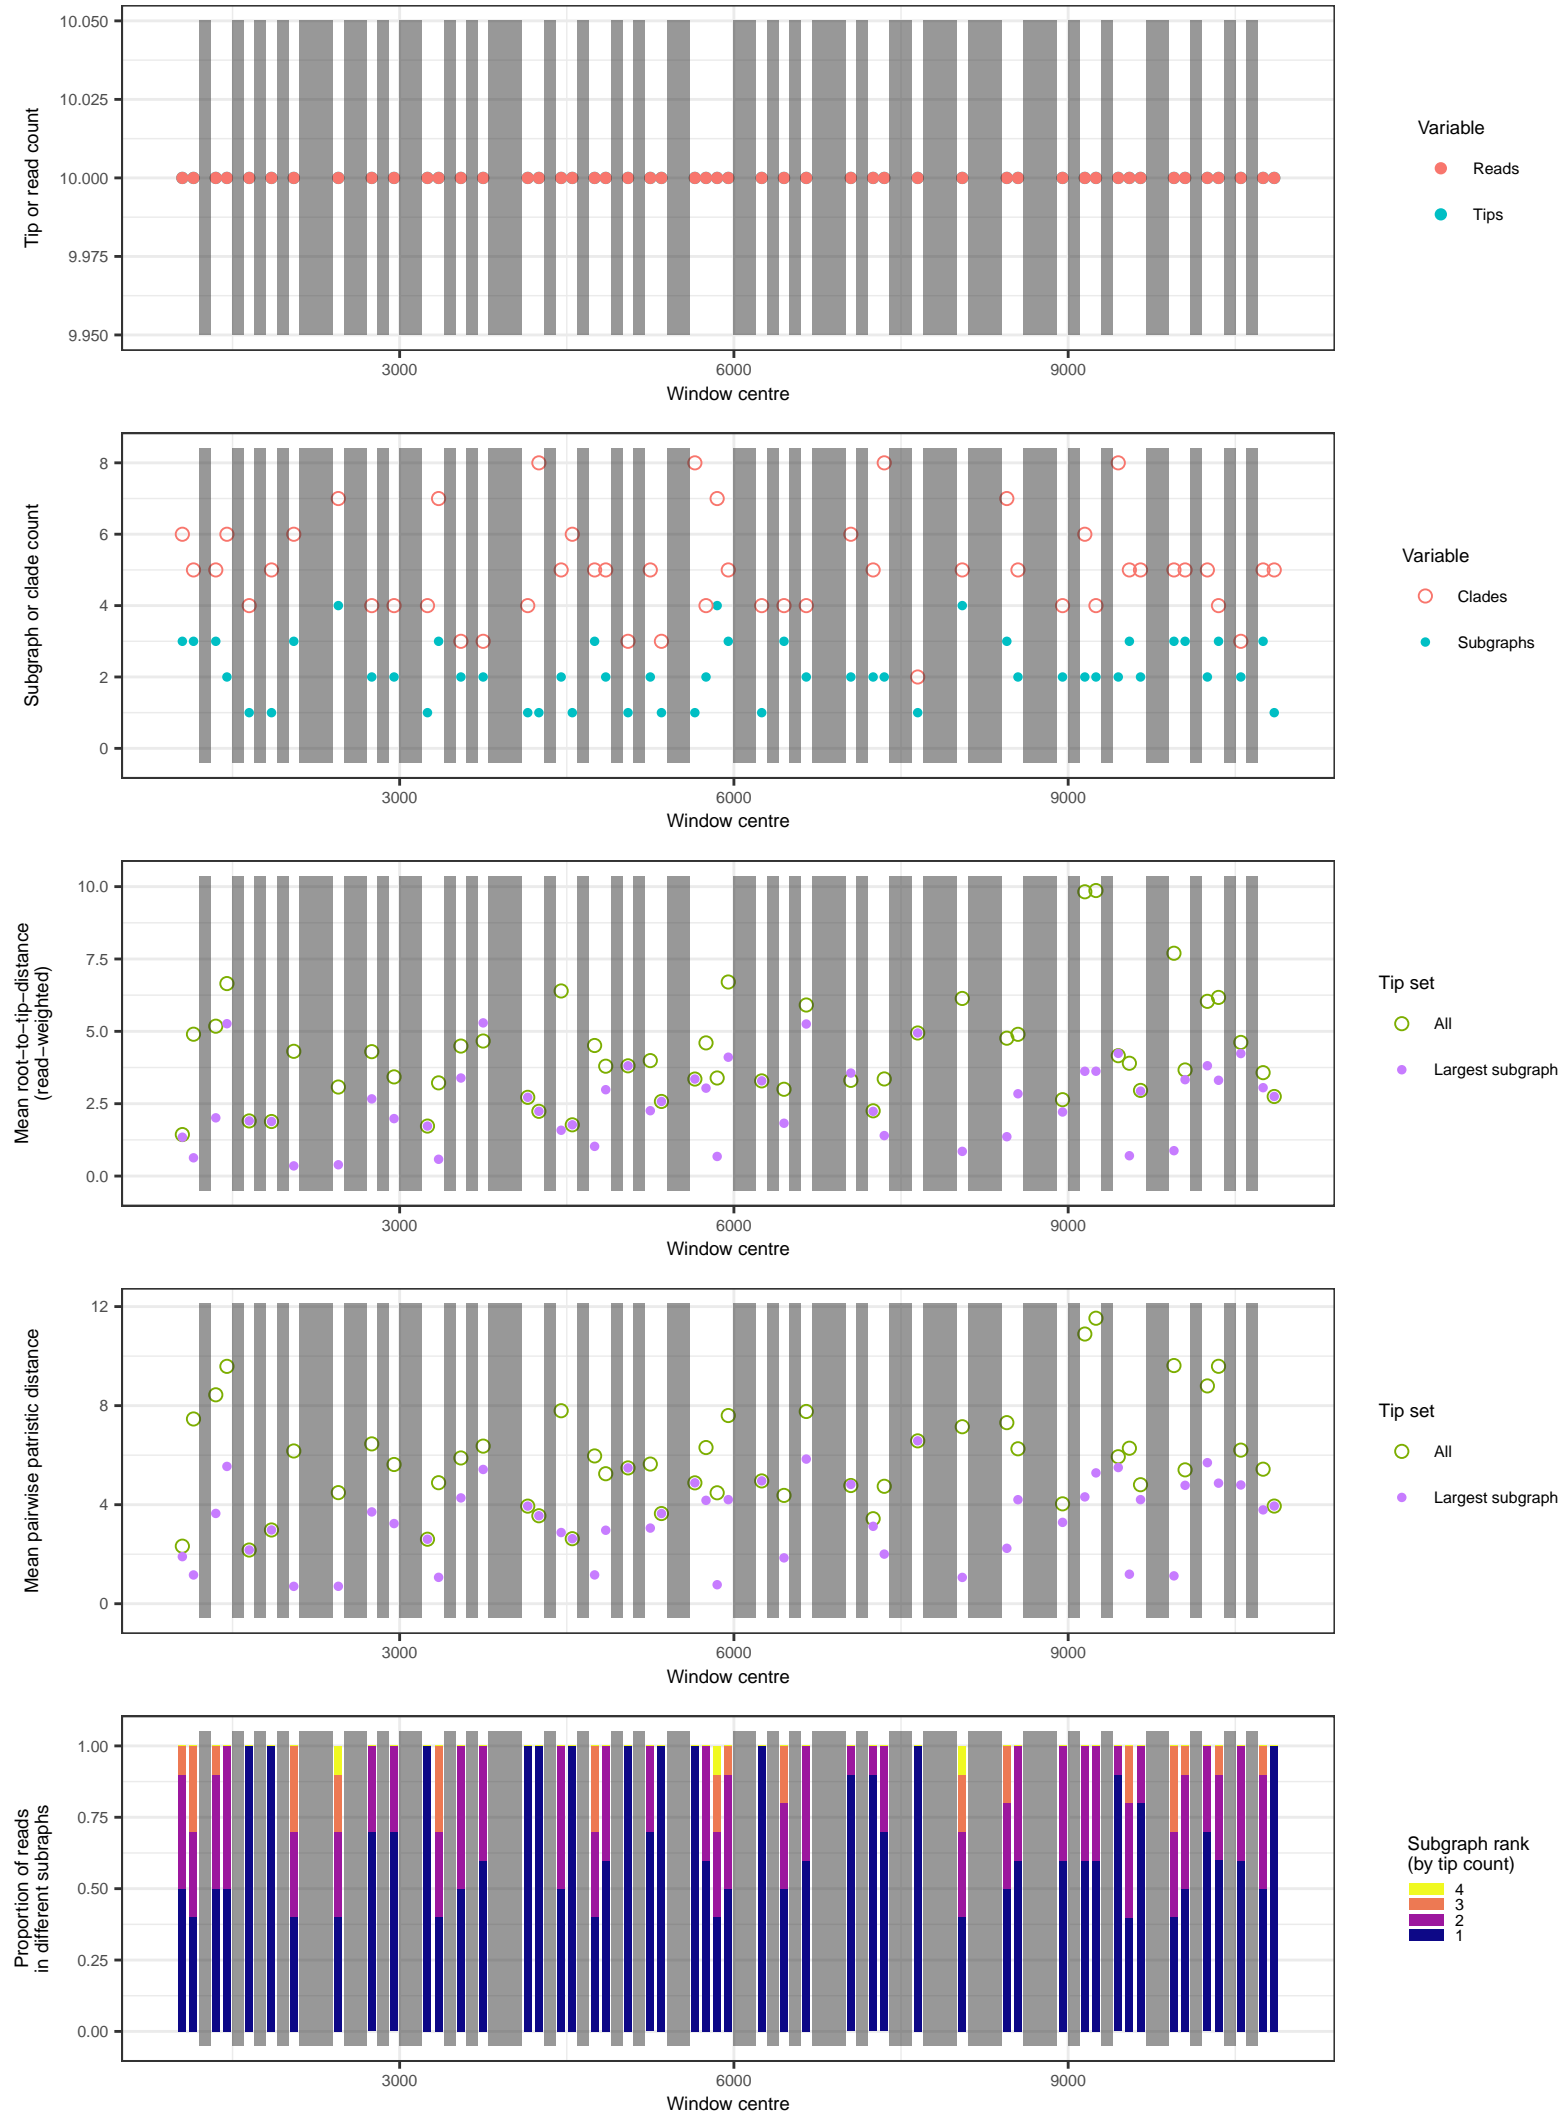 10.050
10.025
10.000
9.975
9.950
Tip or read count
3000
6000
9000
Window centre
Variable
Reads
Tips
8
6
4
2
0
Subgraph or clade count
3000
6000
9000
Window centre
Variable
Clades
Subgraphs
10.0
7.5
5.0
2.5
0.0
Mean root−to−tip−distance
(read−weighted)
3000
6000
9000
Window centre
Tip set
All
Largest subgraph
12
8
4
0
Mean pairwise patristic distance
3000
6000
9000
Window centre
Tip set
All
Largest subgraph
1.00
0.75
0.50
0.25
0.00
Proportion of reads
in different subraphs
3000
6000
9000
Window centre
Subgraph rank
(by tip count)
4
3
2
1